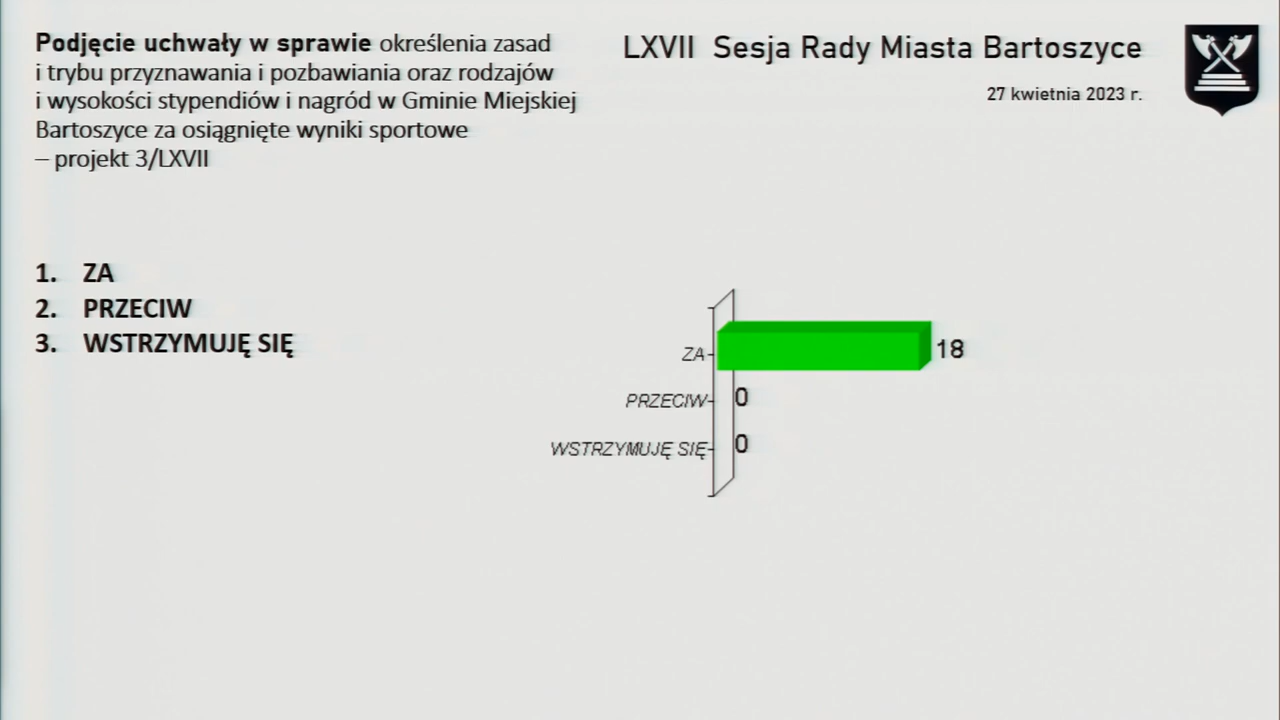 Podjęcie uchwały w sprawie określenia zasad
i trybu przyznawania i pozbawiania oraz rodzajów
i wysokości stypendiów i nagród w Gminie Miejskiej
Bartoszyce za osiągnięte wyniki sportowe
– projekt 3/LXVII
LXVII Sesja Rady Miasta Bartoszyce
27 kwietnia 2023 r.
1. ZA
2. PRZECIW
3. WSTRZYMUJĘ SIĘ
ZA 18
PRZECIW 0
WSTRZYMUJĘ SIĘ 0